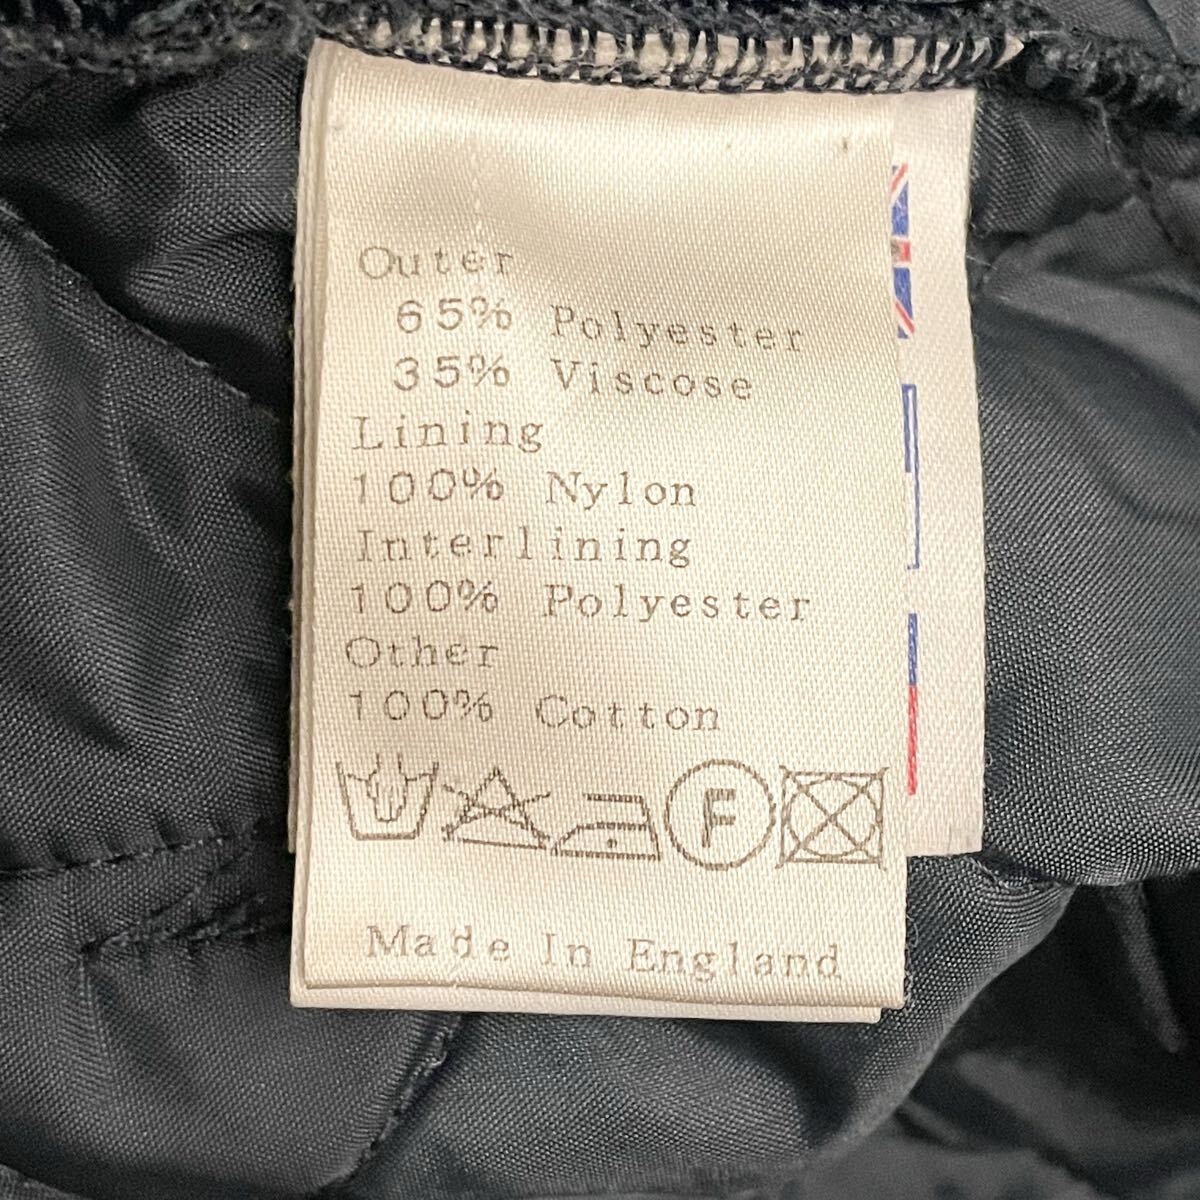 Outer
65% Polyester
35% Viscose
Lining
100% Nylon
Interlining
100% Polyester
Other
100% Cotton
F
Made In England